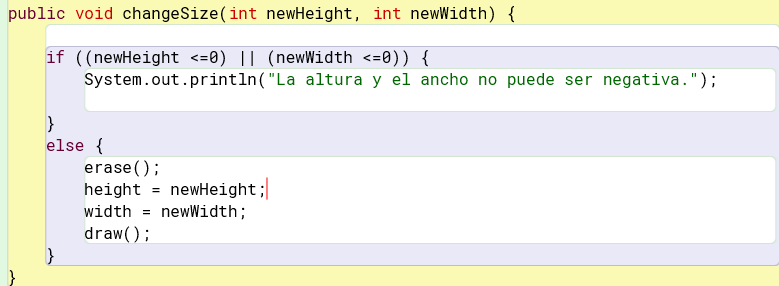 public void changeSize(int newHeight, int newWidth) {
if ((newHeight <=0) || (newWidth <=0)) {
System.out.println("La altura y el ancho no puede ser negativa.");
}
else {
erase();
height = newHeight;
width = newWidth;
draw();
}
}